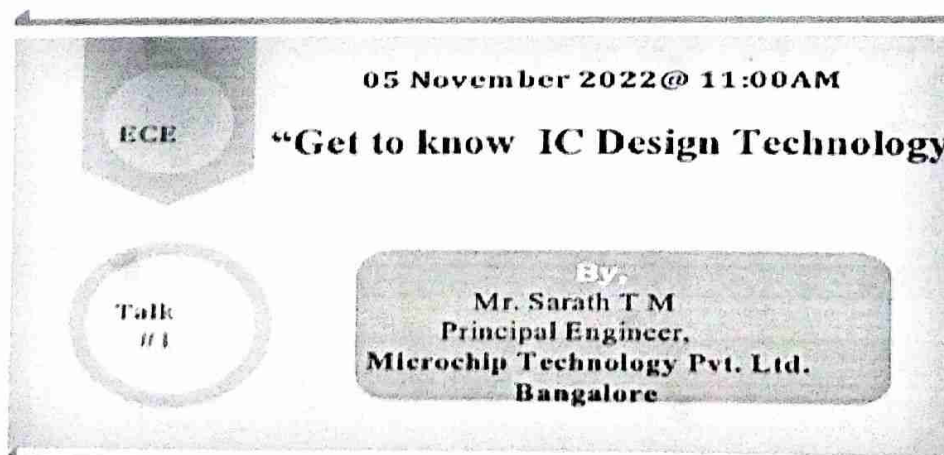 05 November 2022@ 11:00AM
ECE
“Get to know IC Design Technology
Talk
#1
By,
Mr. Sarath T M
Principal Engineer,
Microchip Technology Pvt. Ltd.
Bangalore